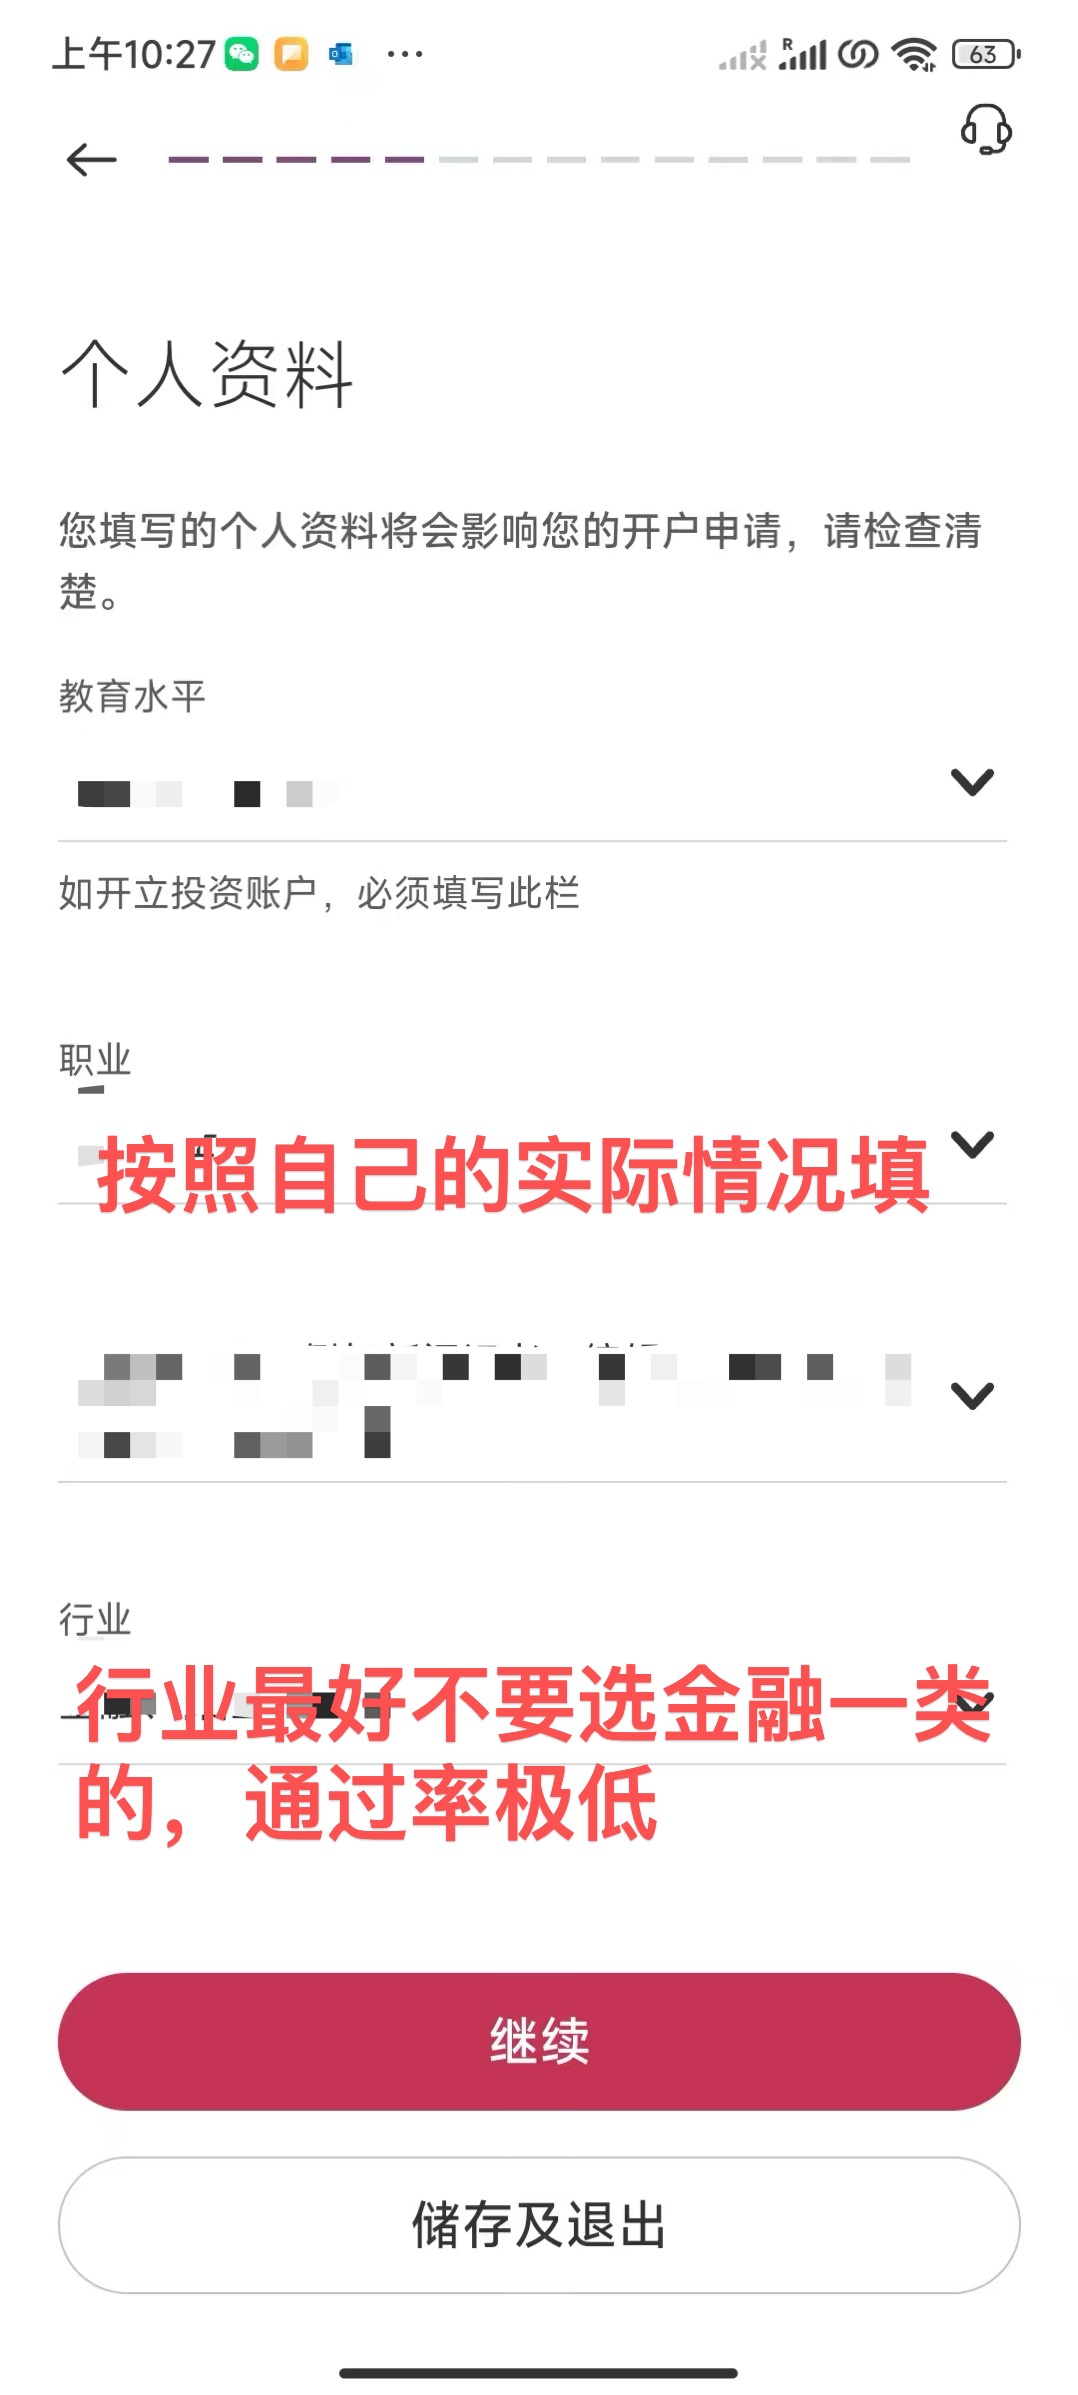 上午10:27
R
63
个人资料
您填写的个人资料将会影响您的开户申请，请检查清
楚。
教育水平
如开立投资账户，必须填写此栏
职业
按照自己的实际情况填
行业
行业最好不要选金融一类
的，通过率极低
继续
储存及退出